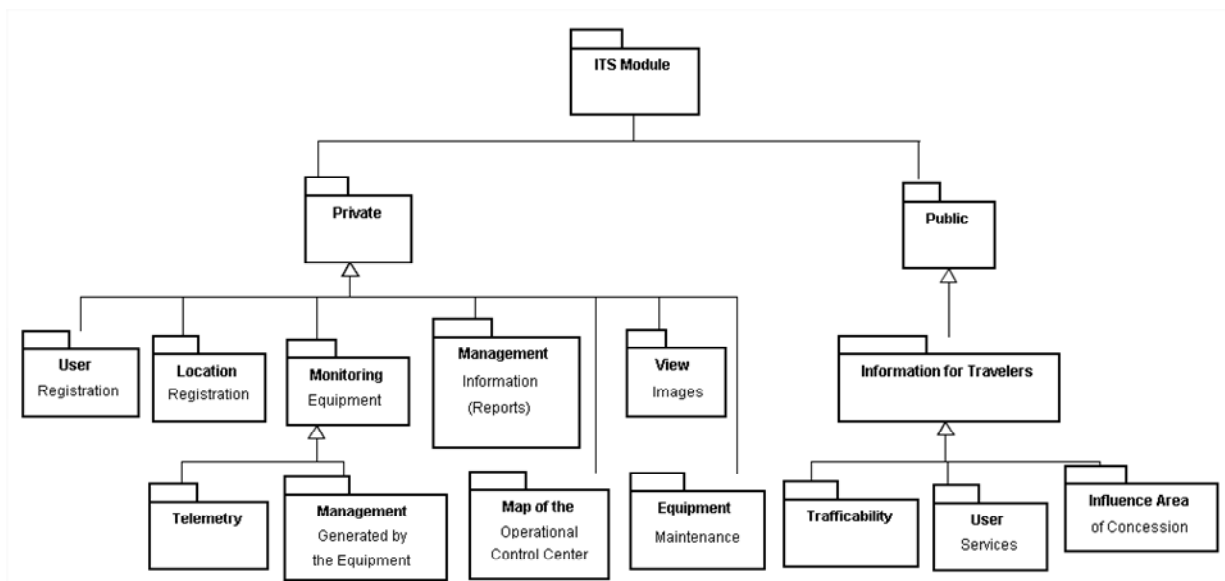 ITS Module
Private
Public
User
Registration
Location
Registration
Monitoring
Equipment
Management
Information
(Reports)
View
Images
Information for Travelers
Telemetry
Management
Generated by
the Equipment
Map of the
Operational
Control Center
Equipment
Maintenance
Trafficability
User
Services
Influence Area
of Concession